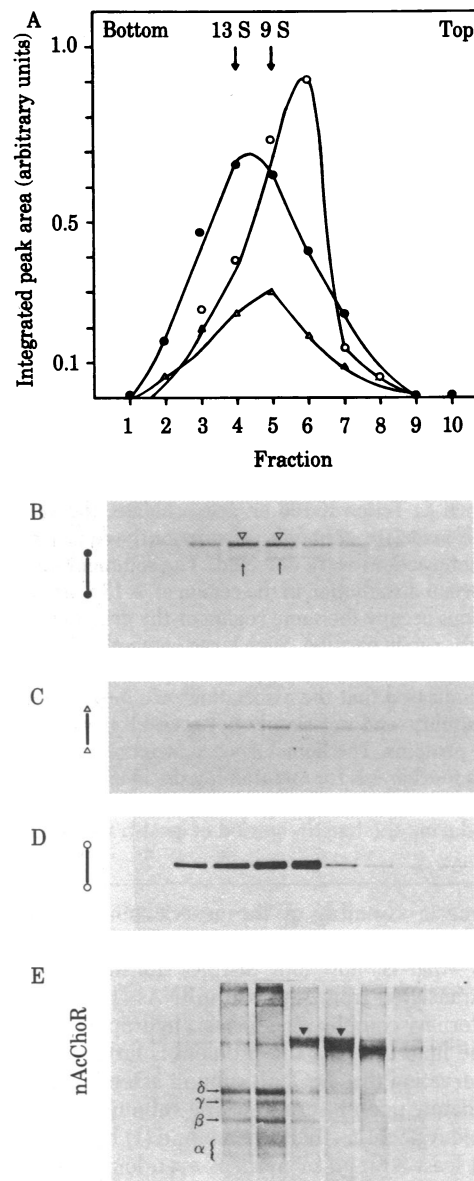 A
Bottom 13 S 9 S Top
Integrated peak area (arbitrary units)
1.0
0.5
0.1
1 2 3 4 5 6 7 8 9 10
Fraction
B
C
D
E
nAcChoR
δ
γ
β
α {